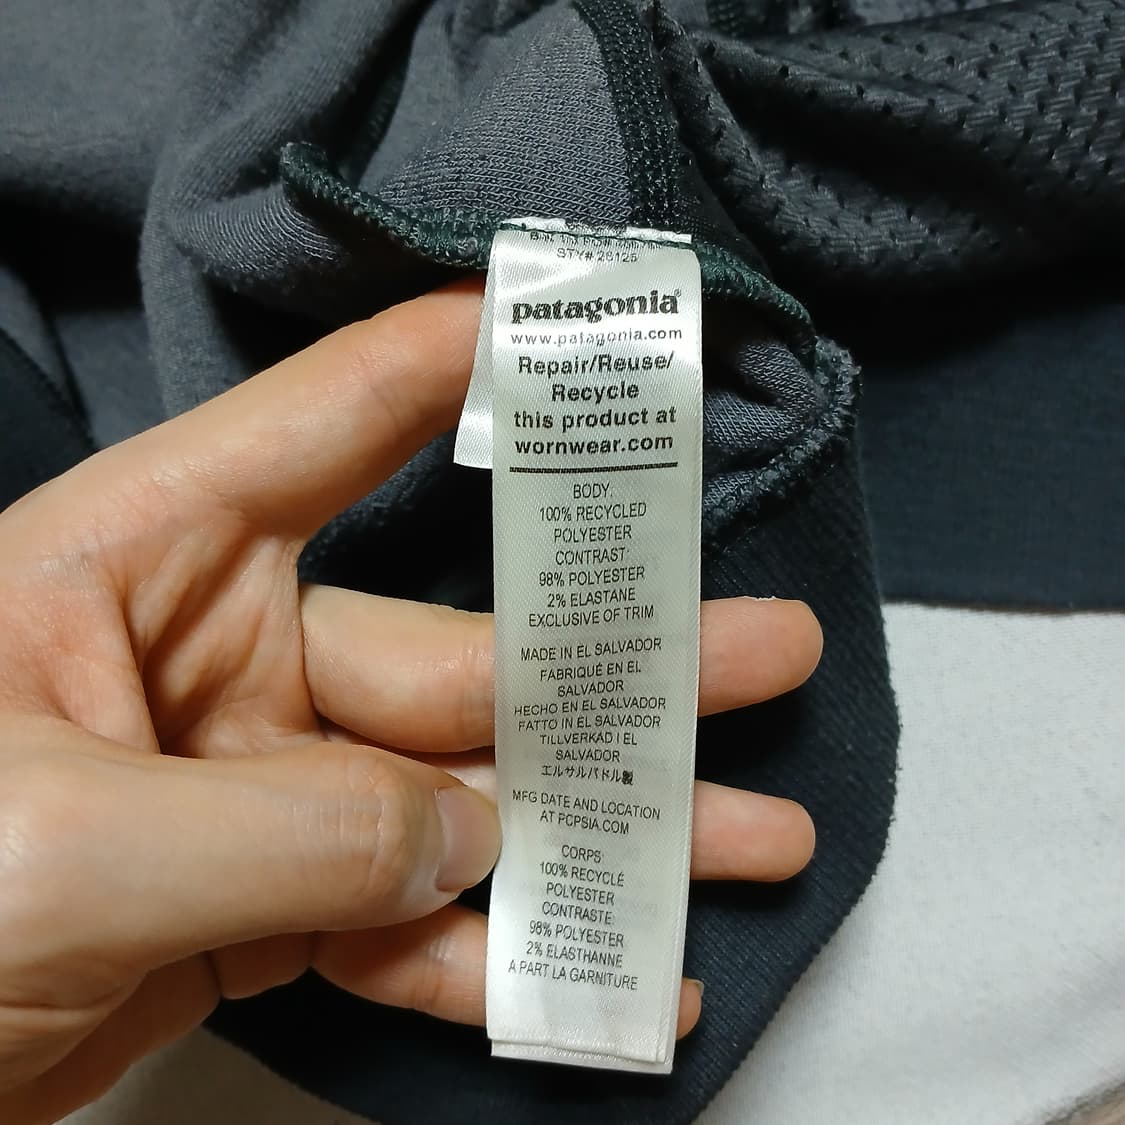 STY# 28125
patagonia®
www.patagonia.com
Repair/Reuse/
Recycle
this product at
wornwear.com
BODY:
100% RECYCLED
POLYESTER
CONTRAST:
98% POLYESTER
2% ELASTANE
EXCLUSIVE OF TRIM
MADE IN EL SALVADOR
FABRIQUÉ EN EL
SALVADOR
HECHO EN EL SALVADOR
FATTO IN EL SALVADOR
TILLVERKAD I EL
SALVADOR
エルサルバドル製
MFG DATE AND LOCATION
AT PCPSIA.COM
CORPS:
100% RECYCLÉ
POLYESTER
CONTRASTE:
98% POLYESTER
2% ELASTHANNE
A PART LA GARNITURE